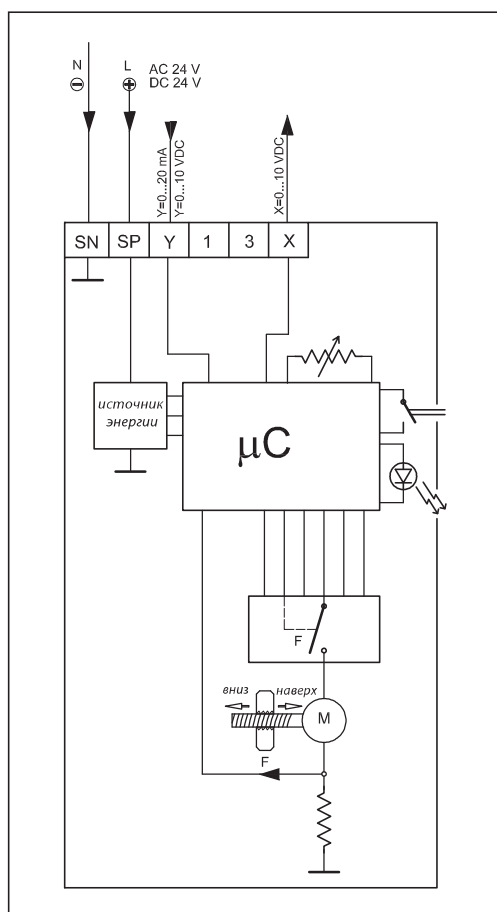 N
L
AC 24 V
DC 24 V
Y=0...20 mA
Y=0...10 VDC
X=0...10 VDC
SN SP Y 1 3 X
источник
энергии
μC
F
вниз
наверх
M
F